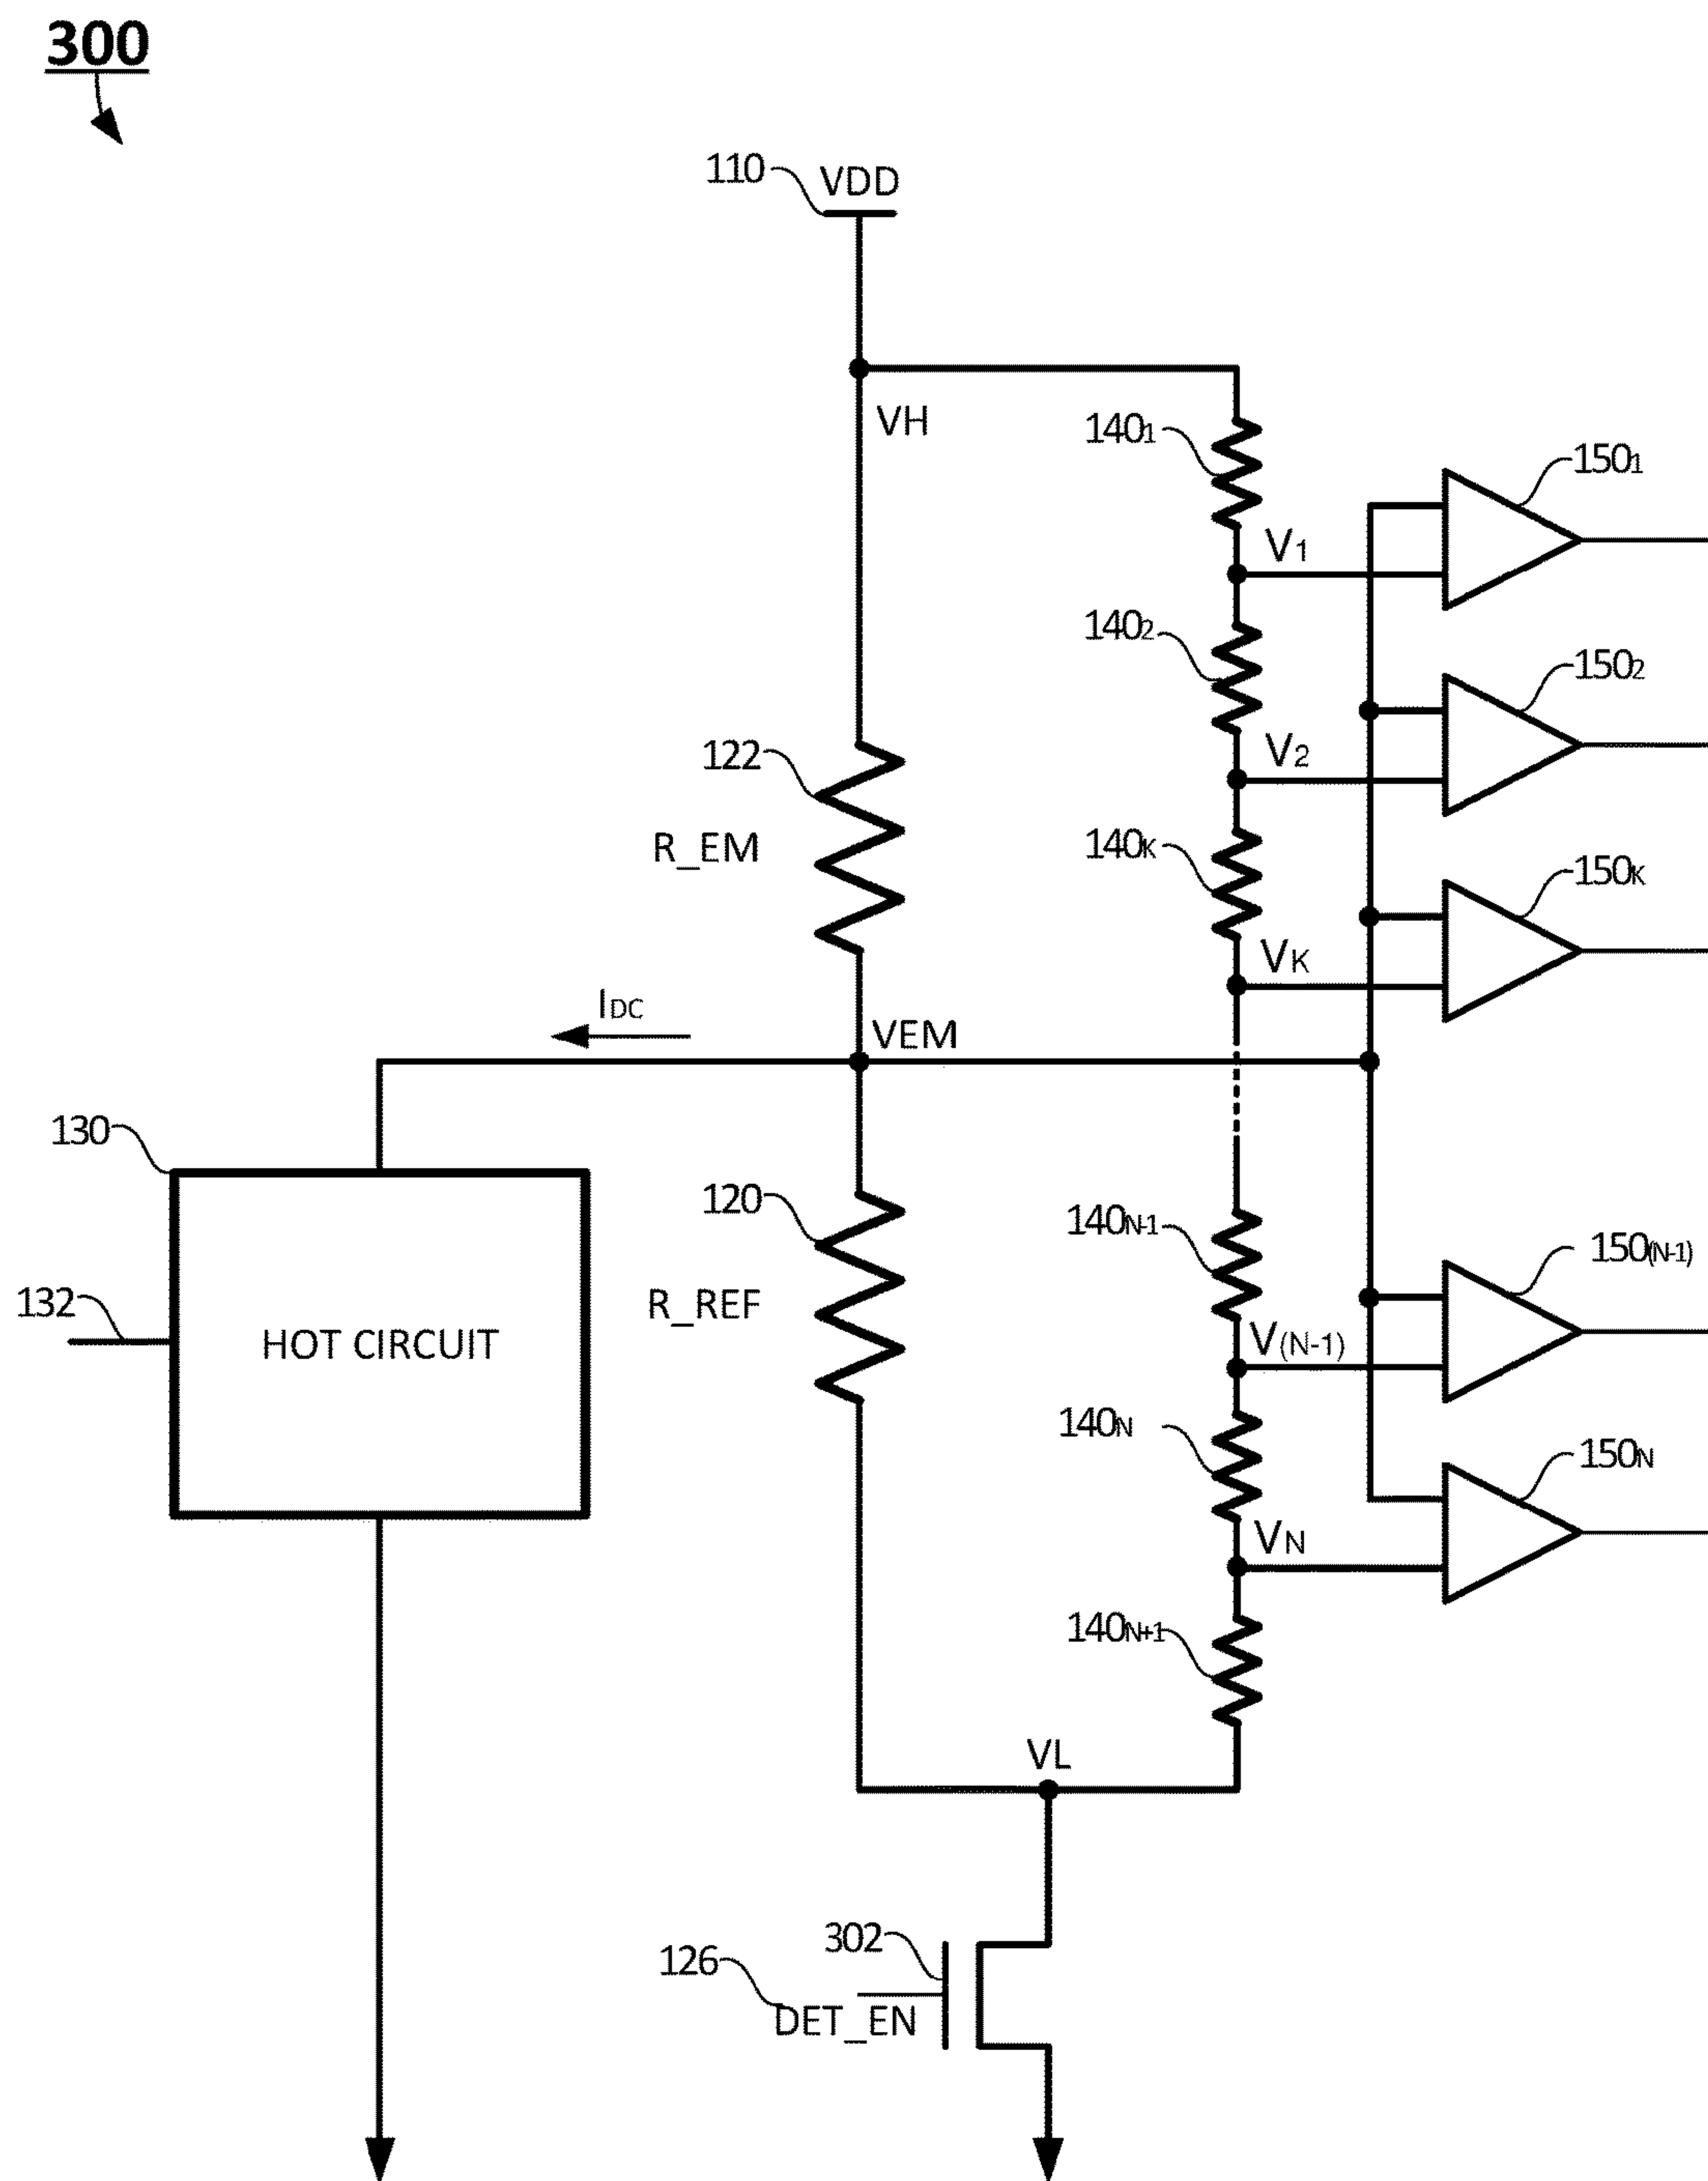 300
110 VDD
VH
140₁
150₁
V₁
140₂
150₂
122
V₂
R_EM
140K
150K
VK
IDC
VEM
130
120
140N-1
150(N-1)
132
HOT CIRCUIT
R_REF
V(N-1)
140N
150N
VN
140N+1
VL
302
126
DET_EN